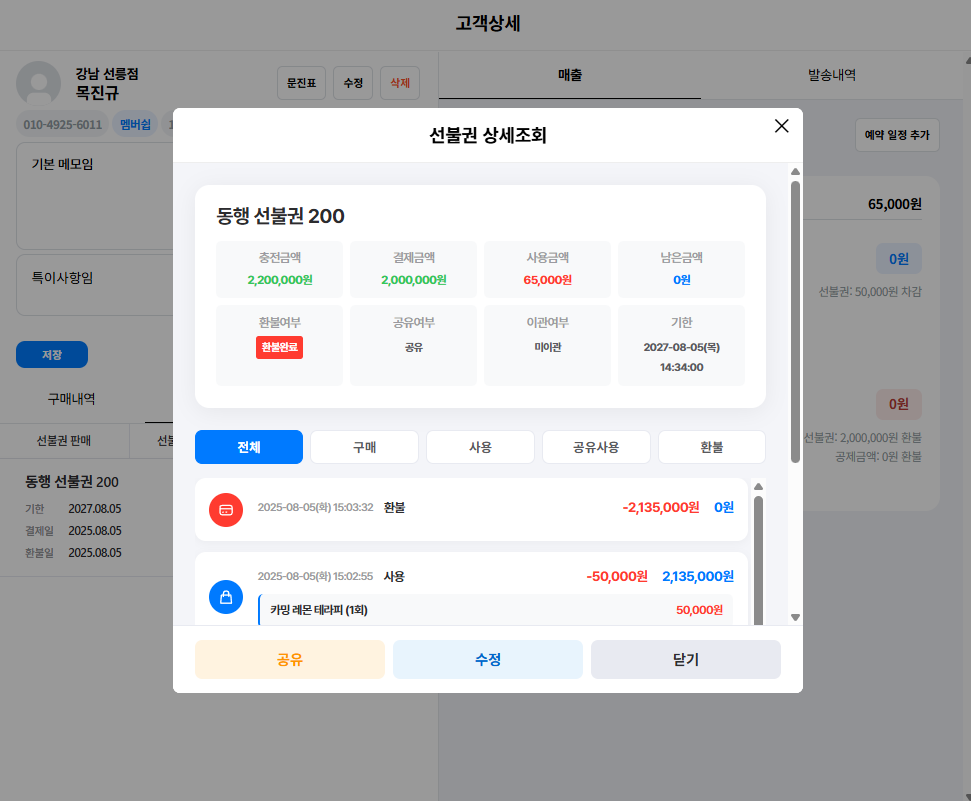 고객상세
강남 선릉점
목진규
문진표
수정
삭제
010-4925-6011
멤버쉽
기본 메모임
특이사항임
저장
구매내역
선불권 판매
동행 선불권 200
기한 2027.08.05
결제일 2025.08.05
환불일 2025.08.05
매출
발송내역
예약 일정 추가
65,000원
0원
선불권: 50,000원 차감
0원
선불권: 2,000,000원 환불
공제금액: 0원 환불
선불권 상세조회
동행 선불권 200
충전금액
2,200,000원
결제금액
2,000,000원
사용금액
65,000원
남은금액
0원
환불여부
환불완료
공유여부
공유
이관여부
미이관
기한
2027-08-05(목)
14:34:00
전체
구매
사용
공유사용
환불
2025-08-05(화) 15:03:32 환불 -2,135,000원 0원
2025-08-05(화) 15:02:55 사용 -50,000원 2,135,000원
카밍 레몬 테라피 (1회) 50,000원
공유
수정
닫기